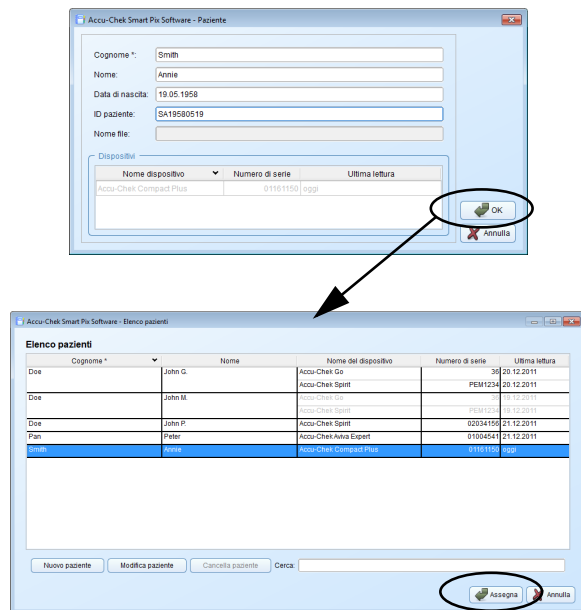 Accu-Chek Smart Pix Software - Paziente
Cognome *: Smith
Nome: Annie
Data di nascita: 19.05.1958
ID paziente: SA19580519
Nome file:
Dispositivi
Nome dispositivo Numero di serie Ultima lettura
Accu-Chek Compact Plus 01161150 oggi
OK
Annulla
Accu-Chek Smart Pix Software - Elenco pazienti
Elenco pazienti
Cognome * Nome Nome del dispositivo Numero di serie Ultima lettura
Doe John G. Accu-Chek Go 36 20.12.2011
Accu-Chek Spirit PEM1234 20.12.2011
Doe John M. Accu-Chek Go 36 19.12.2011
Accu-Chek Spirit PEM1234 19.12.2011
Doe John P. Accu-Chek Spirit 02034156 21.12.2011
Pan Peter Accu-Chek Aviva Expert 01004541 21.12.2011
Smith Annie Accu-Chek Compact Plus 01161150 oggi
Nuovo paziente Modifica paziente Cancella paziente Cerca:
Assegna Annulla